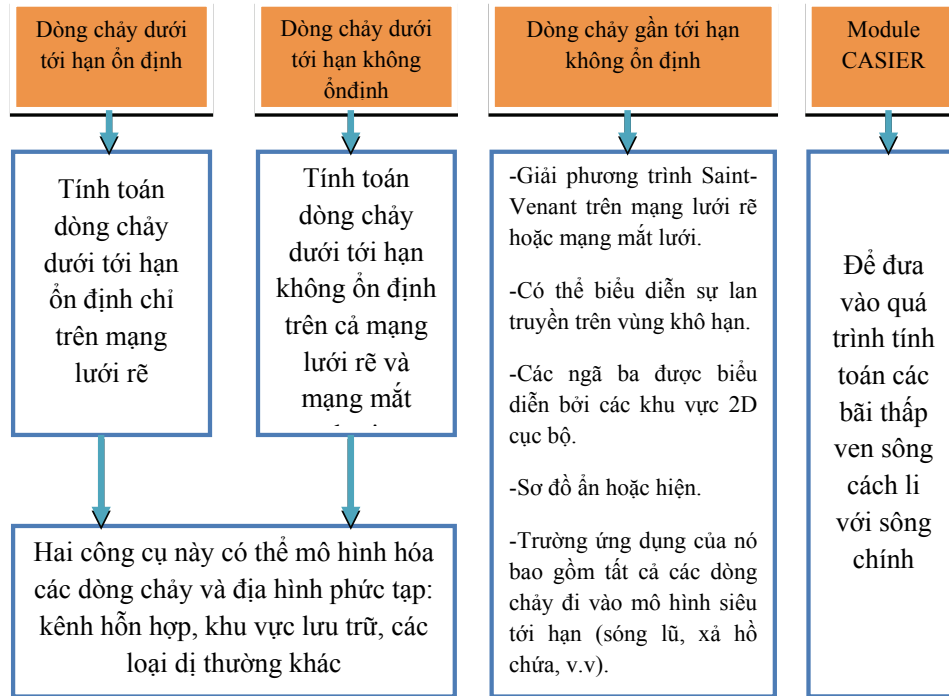 Dòng chảy dưới
tới hạn ổn định
Dòng chảy dưới
tới hạn không
ổnđịnh
Dòng chảy gần tới hạn
không ổn định
Module
CASIER
Tính toán
dòng chảy
dưới tới hạn
ổn định chỉ
trên mạng
lưới rẽ
Tính toán
dòng chảy
dưới tới hạn
không ổn định
trên cả mạng
lưới rẽ và
mạng mắt
-Giải phương trình Saint-
Venant trên mạng lưới rẽ
hoặc mạng mắt lưới.
-Có thể biểu diễn sự lan
truyền trên vùng khô hạn.
-Các ngã ba được biểu
diễn bởi các khu vực 2D
cục bộ.
-Sơ đồ ẩn hoặc hiện.
-Trường ứng dụng của nó
bao gồm tất cả các dòng
chảy đi vào mô hình siêu
tới hạn (sóng lũ, xả hồ
chứa, v.v).
Để đưa
vào quá
trình tính
toán các
bãi thấp
ven sông
cách li
với sông
chính
Hai công cụ này có thể mô hình hóa
các dòng chảy và địa hình phức tạp:
kênh hỗn hợp, khu vực lưu trữ, các
loại dị thường khác